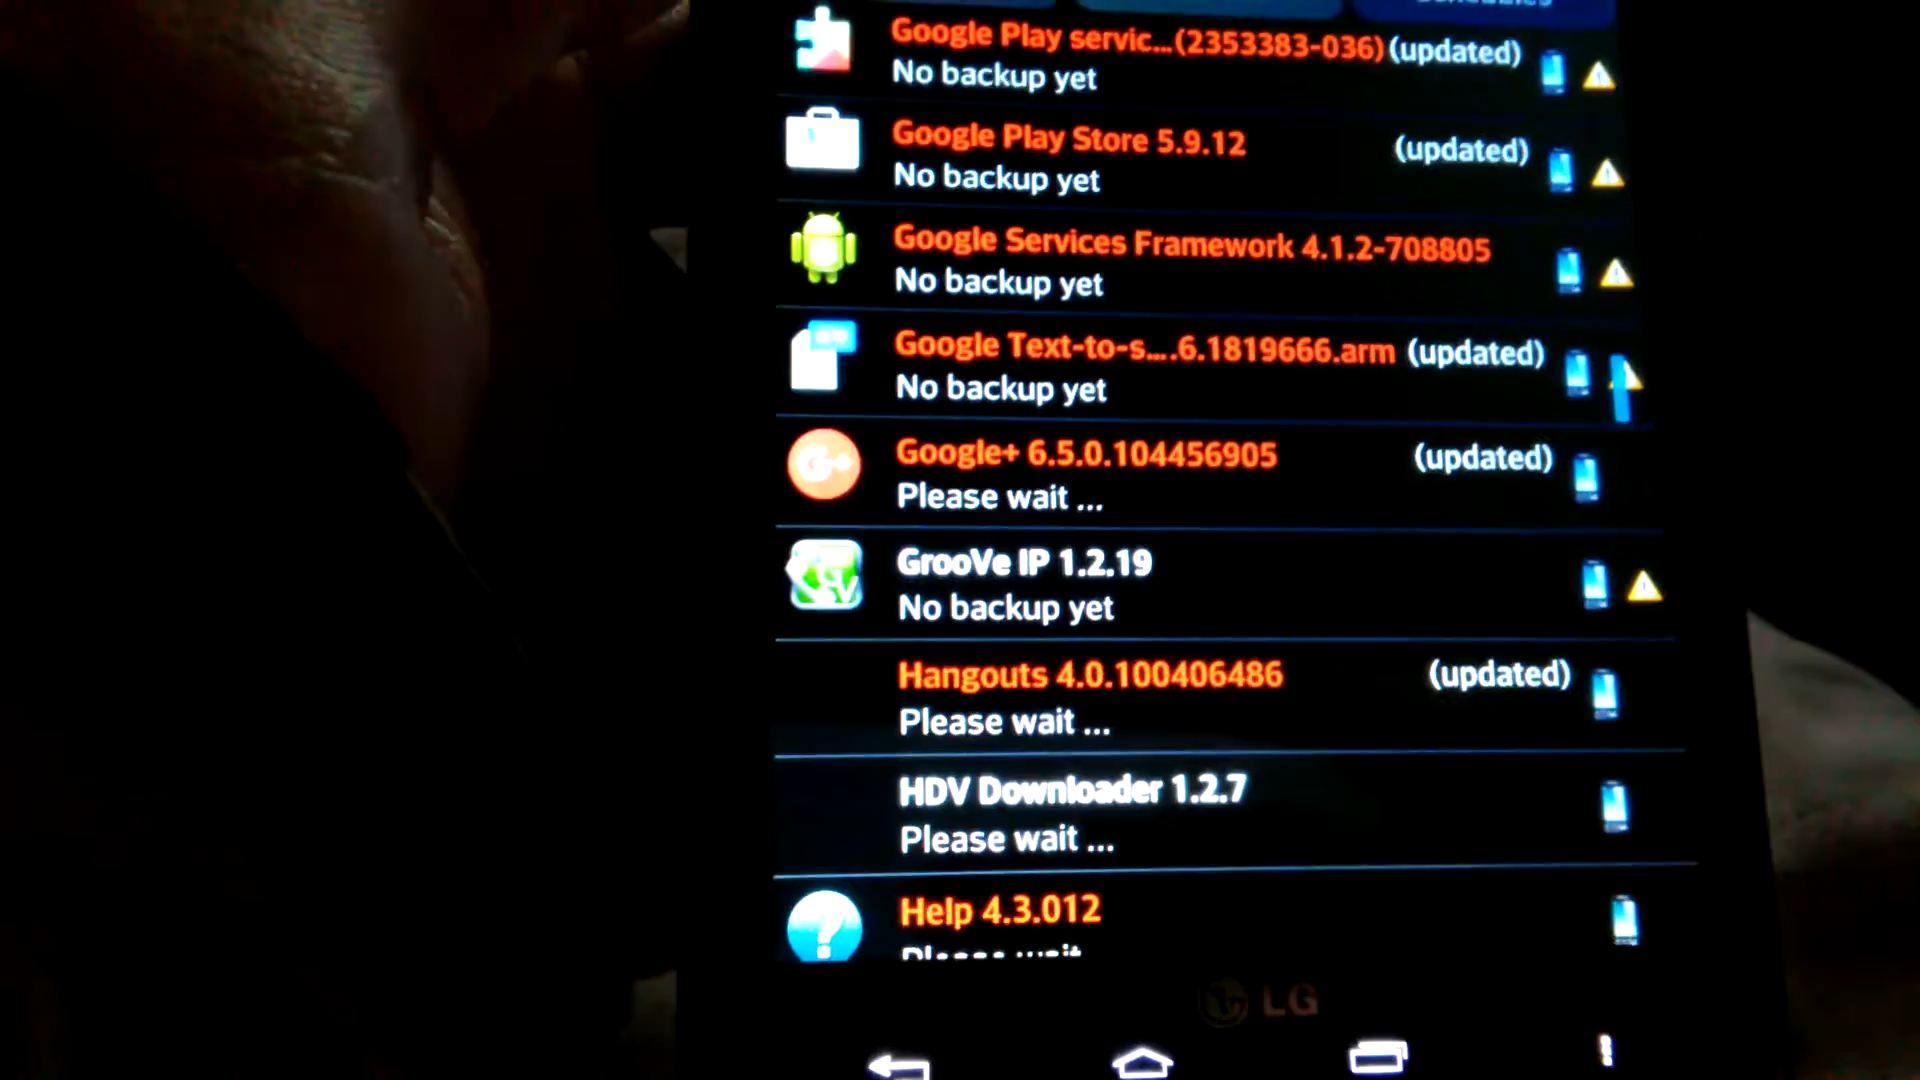 Google Play servic...(2353383-036) (updated)
No backup yet
Google Play Store 5.9.12 (updated)
No backup yet
Google Services Framework 4.1.2-708805
No backup yet
Google Text-to-s....6.1819666.arm (updated)
No backup yet
G+
Google+ 6.5.0.104456905 (updated)
Please wait ...
GrooVe IP 1.2.19
No backup yet
Hangouts 4.0.100406486 (updated)
Please wait ...
HDV Downloader 1.2.7
Please wait ...
?
Help 4.3.012
Please wait
LG